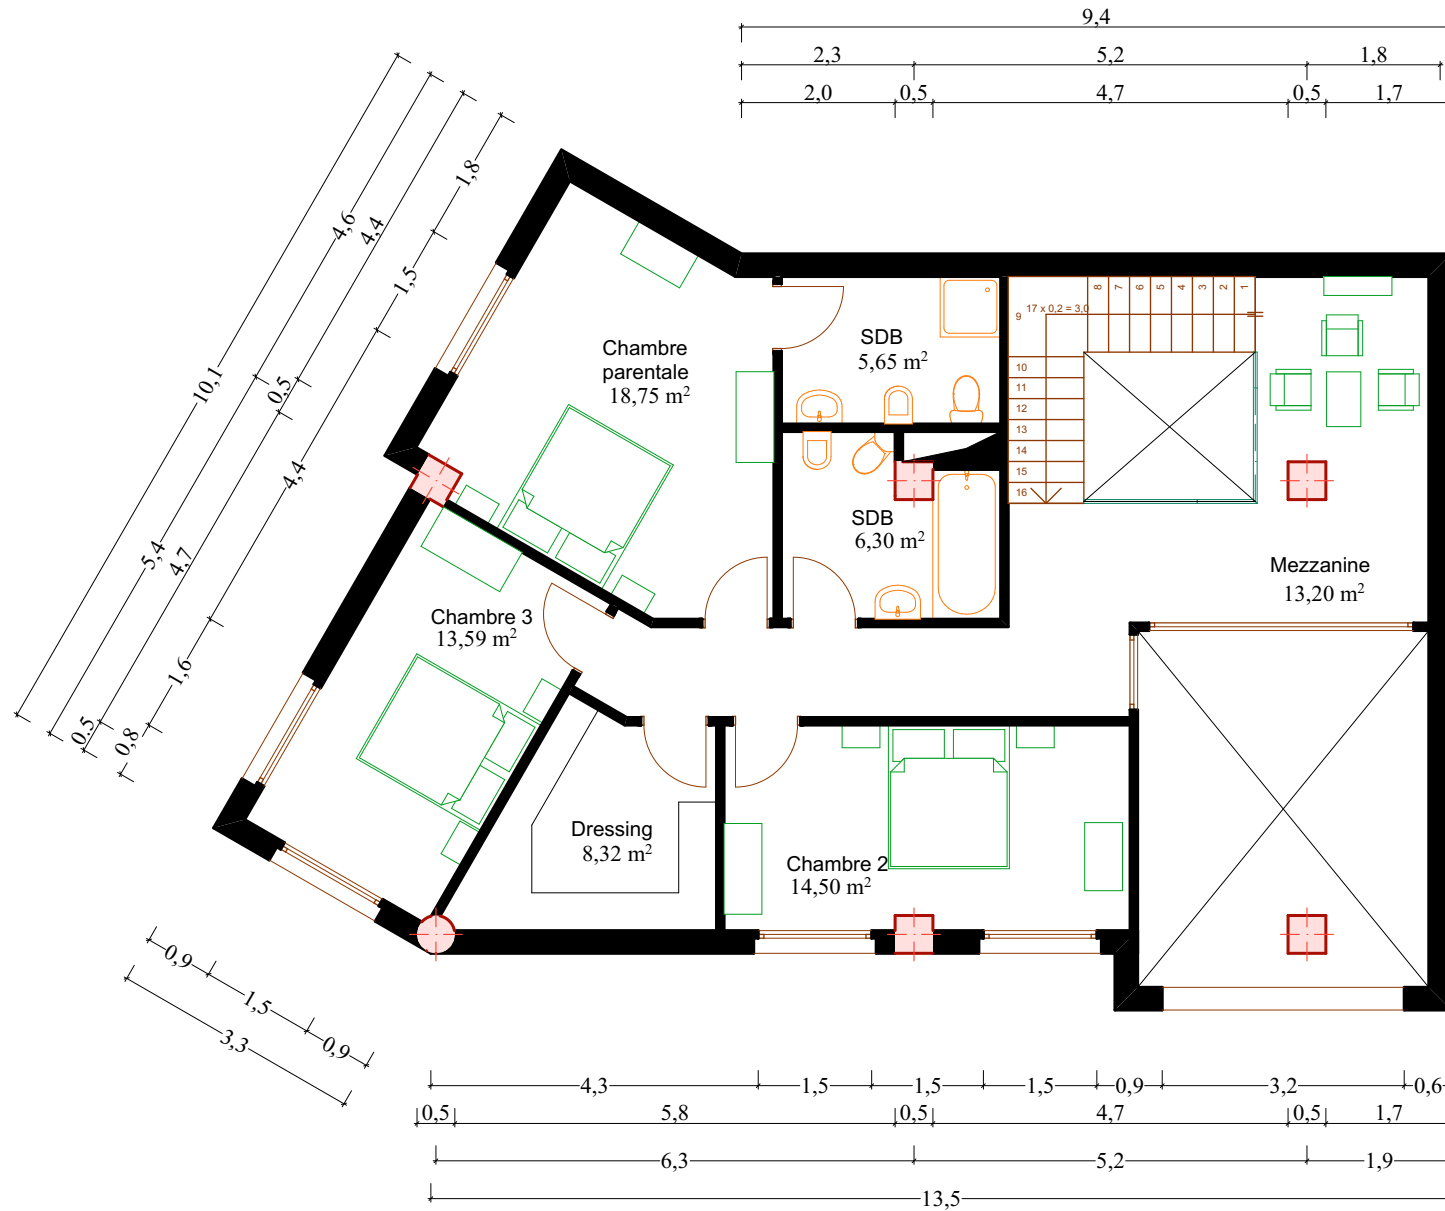 9,4
2,3 5,2 1,8
2,0 0,5 4,7 0,5 1,7
1,8
4,6
4,4
1,5
10,1
0,5
4,4
5,4
4,7
1,6
0,5
0,8
8 7 6 5 4 3 2 1
9 17 x 0,2 = 3,0
10
11
12
13
14
15
16
SDB
5,65 m²
Chambre
parentale
18,75 m²
SDB
6,30 m²
Mezzanine
13,20 m²
Chambre 3
13,59 m²
Dressing
8,32 m²
Chambre 2
14,50 m²
0,9
1,5
0,9
3,3
4,3 1,5 1,5 1,5 0,9 3,2 0,6
0,5 5,8 0,5 4,7 0,5 1,7
6,3 5,2 1,9
13,5